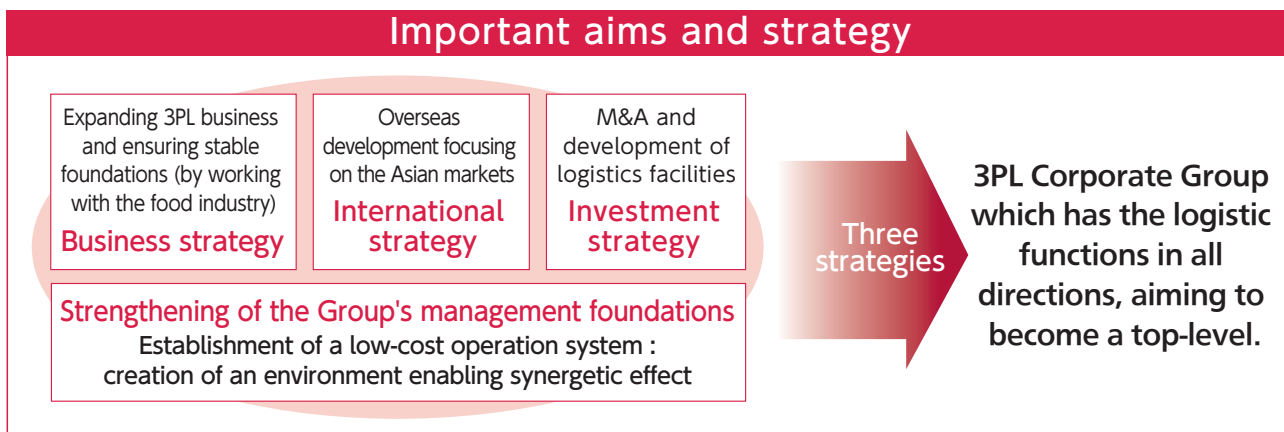 Important aims and strategy
Expanding 3PL business
and ensuring stable
foundations (by working
with the food industry)
Business strategy
Overseas
development focusing
on the Asian markets
International
strategy
M&A and
development of
logistics facilities
Investment
strategy
Strengthening of the Group's management foundations
Establishment of a low-cost operation system :
creation of an environment enabling synergetic effect
Three
strategies
3PL Corporate Group
which has the logistic
functions in all
directions, aiming to
become a top-level.